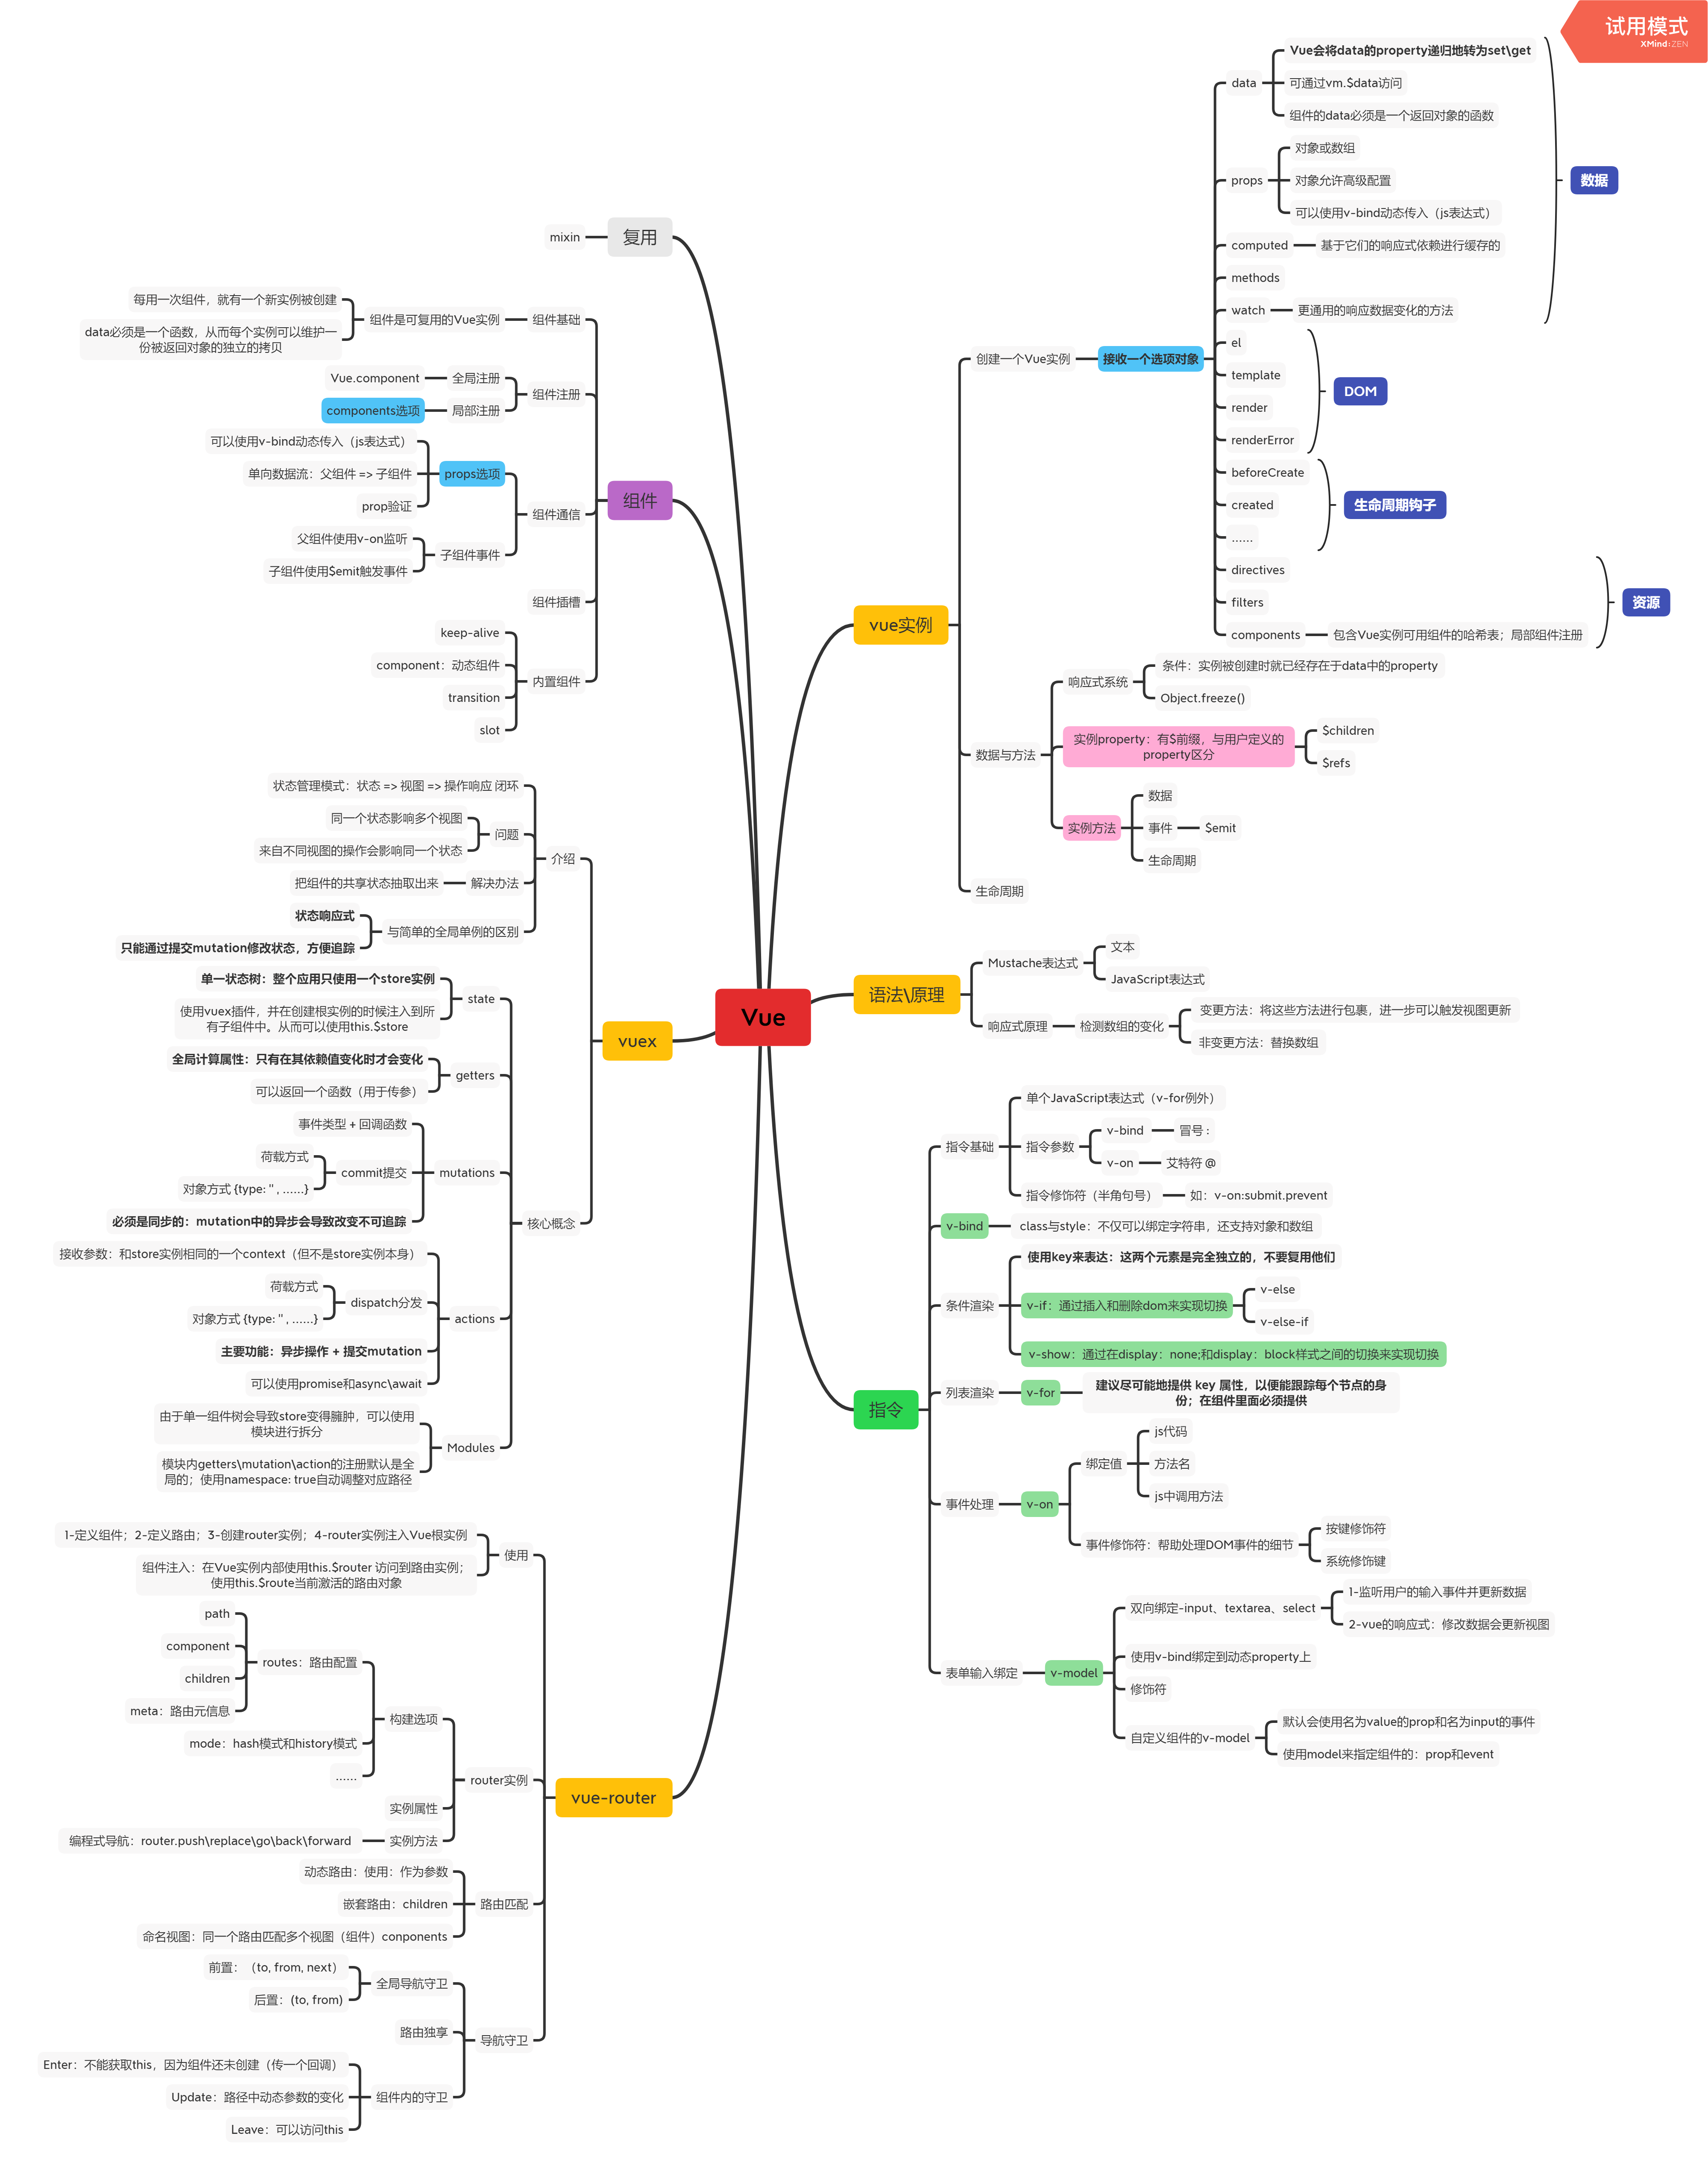 试用模式
XMind:ZEN
Vue
vue实例
创建一个Vue实例
接收一个选项对象
data
Vue会将data的property递归地转为set\get
可通过vm.$data访问
组件的data必须是一个返回对象的函数
props
对象或数组
对象允许高级配置
可以使用v-bind动态传入（js表达式）
computed
基于它们的响应式依赖进行缓存的
methods
watch
更通用的响应数据变化的方法
数据
el
template
render
renderError
DOM
beforeCreate
created
......
生命周期钩子
directives
filters
components
包含Vue实例可用组件的哈希表；局部组件注册
资源
数据与方法
响应式系统
条件：实例被创建时就已经存在于data中的property
Object.freeze()
实例property：有$前缀，与用户定义的
property区分
$children
$refs
实例方法
数据
事件
$emit
生命周期
生命周期
语法\原理
Mustache表达式
文本
JavaScript表达式
响应式原理
检测数组的变化
变更方法：将这些方法进行包裹，进一步可以触发视图更新
非变更方法：替换数组
指令
指令基础
单个JavaScript表达式（v-for例外）
指令参数
v-bind
冒号 :
v-on
艾特符 @
指令修饰符（半角句号）
如：v-on:submit.prevent
v-bind
class与style：不仅可以绑定字符串，还支持对象和数组
条件渲染
使用key来表达：这两个元素是完全独立的，不要复用他们
v-if：通过插入和删除dom来实现切换
v-else
v-else-if
v-show：通过在display：none;和display：block样式之间的切换来实现切换
列表渲染
v-for
建议尽可能地提供 key 属性，以便能跟踪每个节点的身
份；在组件里面必须提供
事件处理
v-on
绑定值
js代码
方法名
js中调用方法
事件修饰符：帮助处理DOM事件的细节
按键修饰符
系统修饰键
表单输入绑定
v-model
双向绑定-input、textarea、select
1-监听用户的输入事件并更新数据
2-vue的响应式：修改数据会更新视图
使用v-bind绑定到动态property上
修饰符
自定义组件的v-model
默认会使用名为value的prop和名为input的事件
使用model来指定组件的：prop和event
复用
mixin
组件
组件基础
组件是可复用的Vue实例
每用一次组件，就有一个新实例被创建
data必须是一个函数，从而每个实例可以维护一
份被返回对象的独立的拷贝
组件注册
全局注册
Vue.component
局部注册
components选项
组件通信
props选项
可以使用v-bind动态传入（js表达式）
单向数据流：父组件 => 子组件
prop验证
子组件事件
父组件使用v-on监听
子组件使用$emit触发事件
组件插槽
内置组件
keep-alive
component：动态组件
transition
slot
vuex
介绍
状态管理模式：状态 => 视图 => 操作响应 闭环
问题
同一个状态影响多个视图
来自不同视图的操作会影响同一个状态
解决办法
把组件的共享状态抽取出来
与简单的全局单例的区别
状态响应式
只能通过提交mutation修改状态，方便追踪
核心概念
state
单一状态树：整个应用只使用一个store实例
使用vuex插件，并在创建根实例的时候注入到所
有子组件中。从而可以使用this.$store
getters
全局计算属性：只有在其依赖值变化时才会变化
可以返回一个函数（用于传参）
mutations
事件类型 + 回调函数
commit提交
荷载方式
对象方式 {type: '' , ......}
必须是同步的：mutation中的异步会导致改变不可追踪
actions
接收参数：和store实例相同的一个context（但不是store实例本身）
dispatch分发
荷载方式
对象方式 {type: '' , ......}
主要功能：异步操作 + 提交mutation
可以使用promise和async\await
Modules
由于单一组件树会导致store变得臃肿，可以使用
模块进行拆分
模块内getters\mutation\action的注册默认是全
局的；使用namespace: true自动调整对应路径
vue-router
使用
1-定义组件；2-定义路由；3-创建router实例；4-router实例注入Vue根实例
组件注入：在Vue实例内部使用this.$router 访问到路由实例；
使用this.$route当前激活的路由对象
router实例
构建选项
routes：路由配置
path
component
children
meta：路由元信息
mode：hash模式和history模式
......
实例属性
实例方法
编程式导航：router.push\replace\go\back\forward
路由匹配
动态路由：使用：作为参数
嵌套路由：children
命名视图：同一个路由匹配多个视图（组件）conponents
导航守卫
全局导航守卫
前置：（to, from, next）
后置：(to, from)
路由独享
组件内的守卫
Enter：不能获取this，因为组件还未创建（传一个回调）
Update：路径中动态参数的变化
Leave：可以访问this